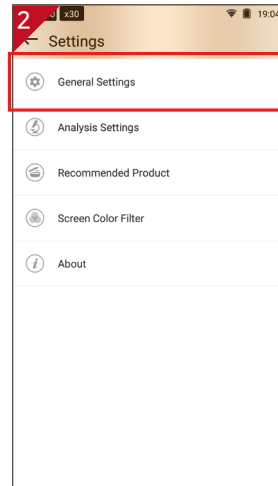 2
x30
19:04
Settings
General Settings
Analysis Settings
Recommended Product
Screen Color Filter
About